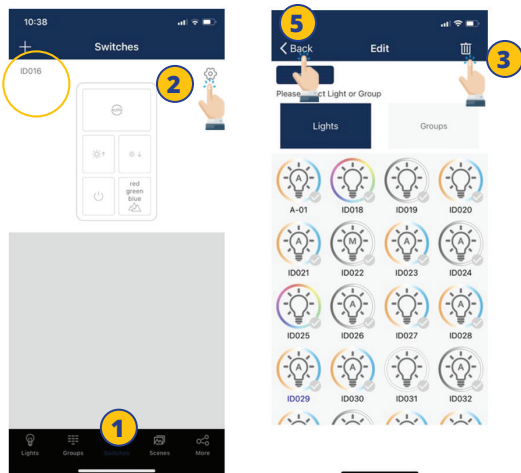 10:38
Switches
ID016
2
red
green
blue
1
Lights
Groups
Switches
Scenes
More
5
Back
Edit
3
Please ct Light or Group
Lights
Groups
A
A
A-01
ID018
ID019
ID020
A
M
A
A
ID021
ID022
ID023
ID024
A
A
A
ID025
ID026
ID027
ID028
A
A
A
ID029
ID030
ID031
ID032